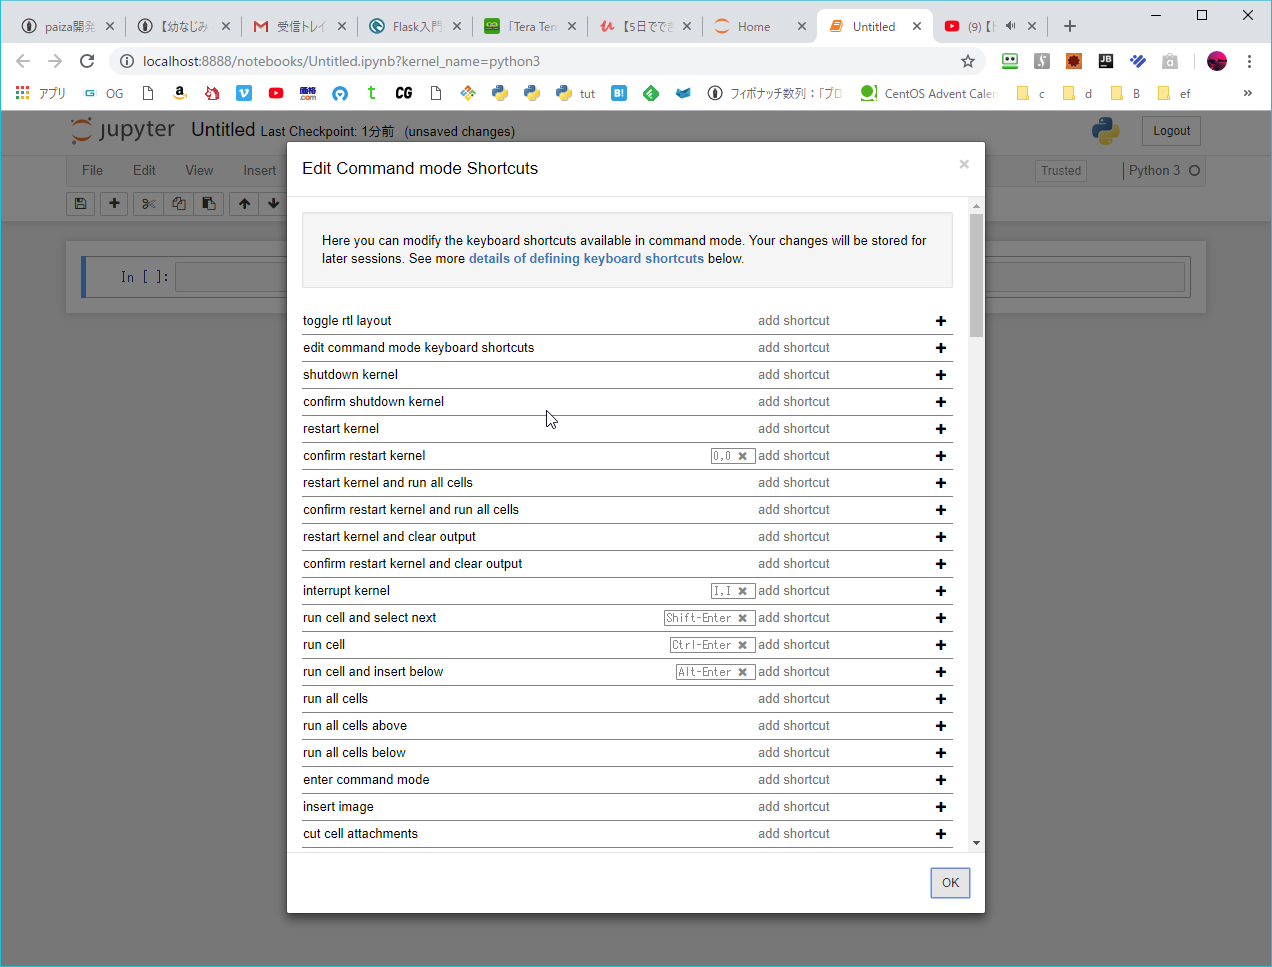 paiza開発
【幼なじみ
受信トレイ
Flask入門
「Tera Ten
【5日ででき
Home
Untitled
(9)【ド
localhost:8888/notebooks/Untitled.ipynb?kernel_name=python3
アプリ
OG
tut
フィボナッチ数列：「プロ
CentOS Advent Calen
c
d
B
ef
jupyter Untitled Last Checkpoint: 1分前 (unsaved changes)
Logout
File Edit View Insert
Trusted
Python 3
In [ ]:
Edit Command mode Shortcuts
Here you can modify the keyboard shortcuts available in command mode. Your changes will be stored for
later sessions. See more details of defining keyboard shortcuts below.
toggle rtl layout add shortcut
edit command mode keyboard shortcuts add shortcut
shutdown kernel add shortcut
confirm shutdown kernel add shortcut
restart kernel add shortcut
confirm restart kernel 0,0 add shortcut
restart kernel and run all cells add shortcut
confirm restart kernel and run all cells add shortcut
restart kernel and clear output add shortcut
confirm restart kernel and clear output add shortcut
interrupt kernel I,I add shortcut
run cell and select next Shift-Enter add shortcut
run cell Ctrl-Enter add shortcut
run cell and insert below Alt-Enter add shortcut
run all cells add shortcut
run all cells above add shortcut
run all cells below add shortcut
enter command mode add shortcut
insert image add shortcut
cut cell attachments add shortcut
OK